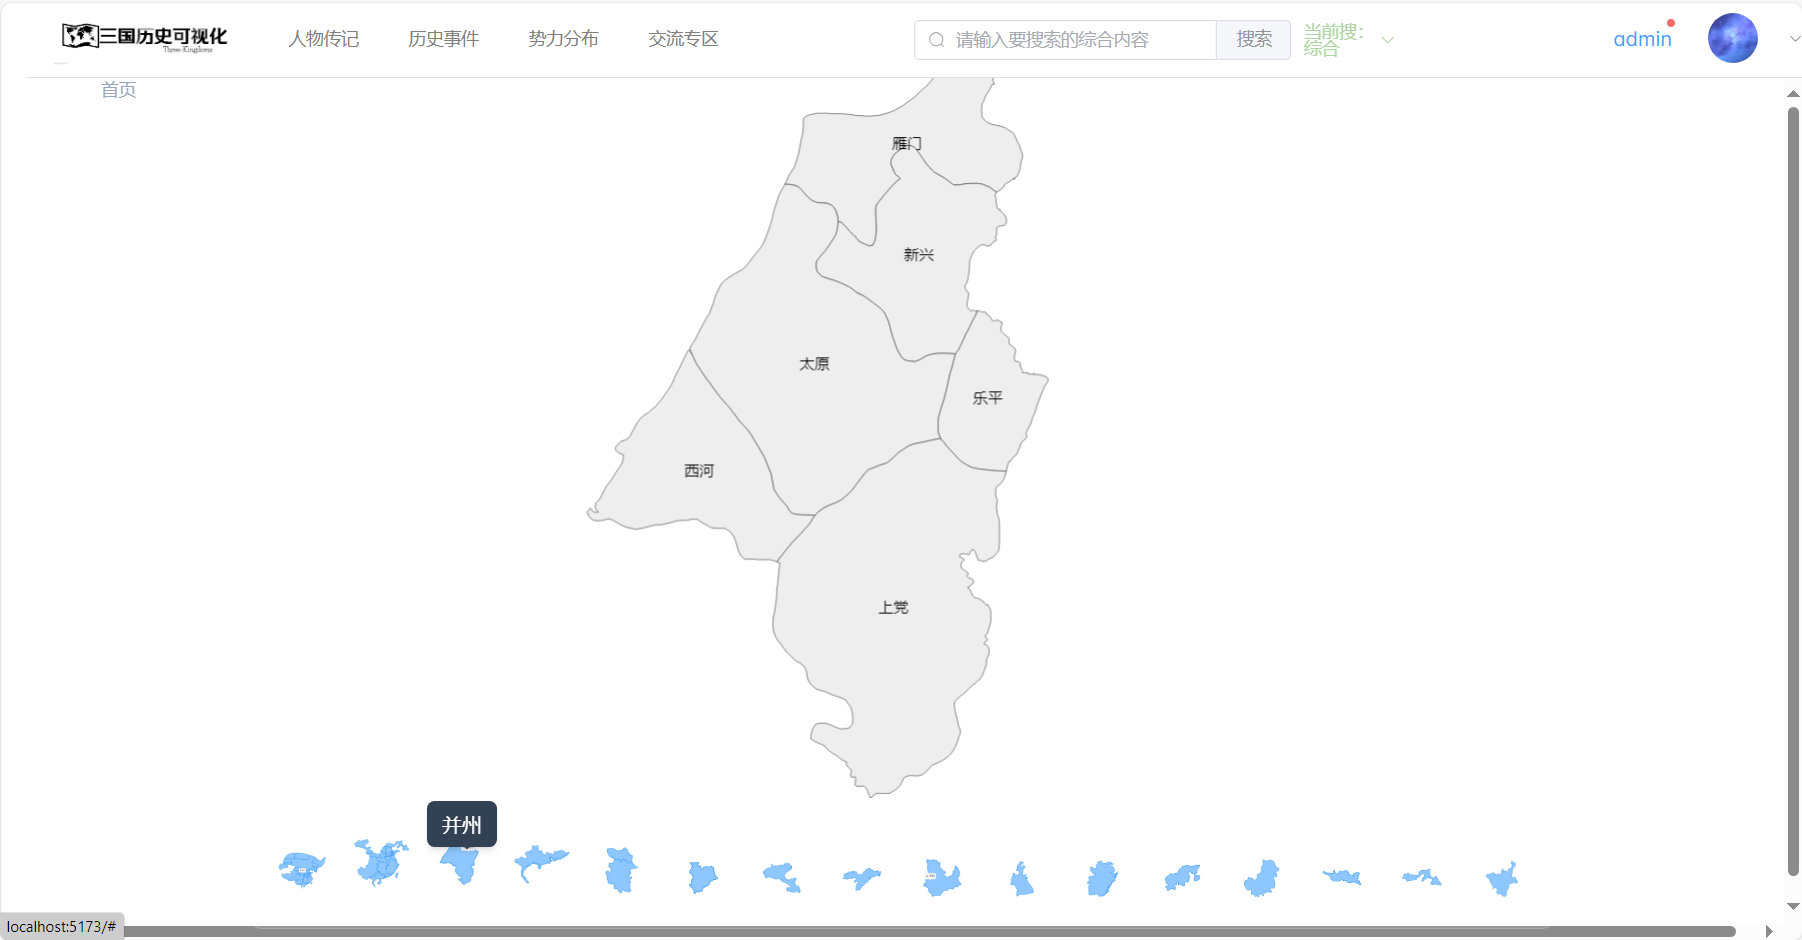 三国历史可视化
Three-Kingdoms
人物传记
历史事件
势力分布
交流专区
请输入要搜索的综合内容
搜索
当前搜：
综合
admin
首页
雁门
新兴
太原
乐平
西河
上党
并州
localhost:5173/#